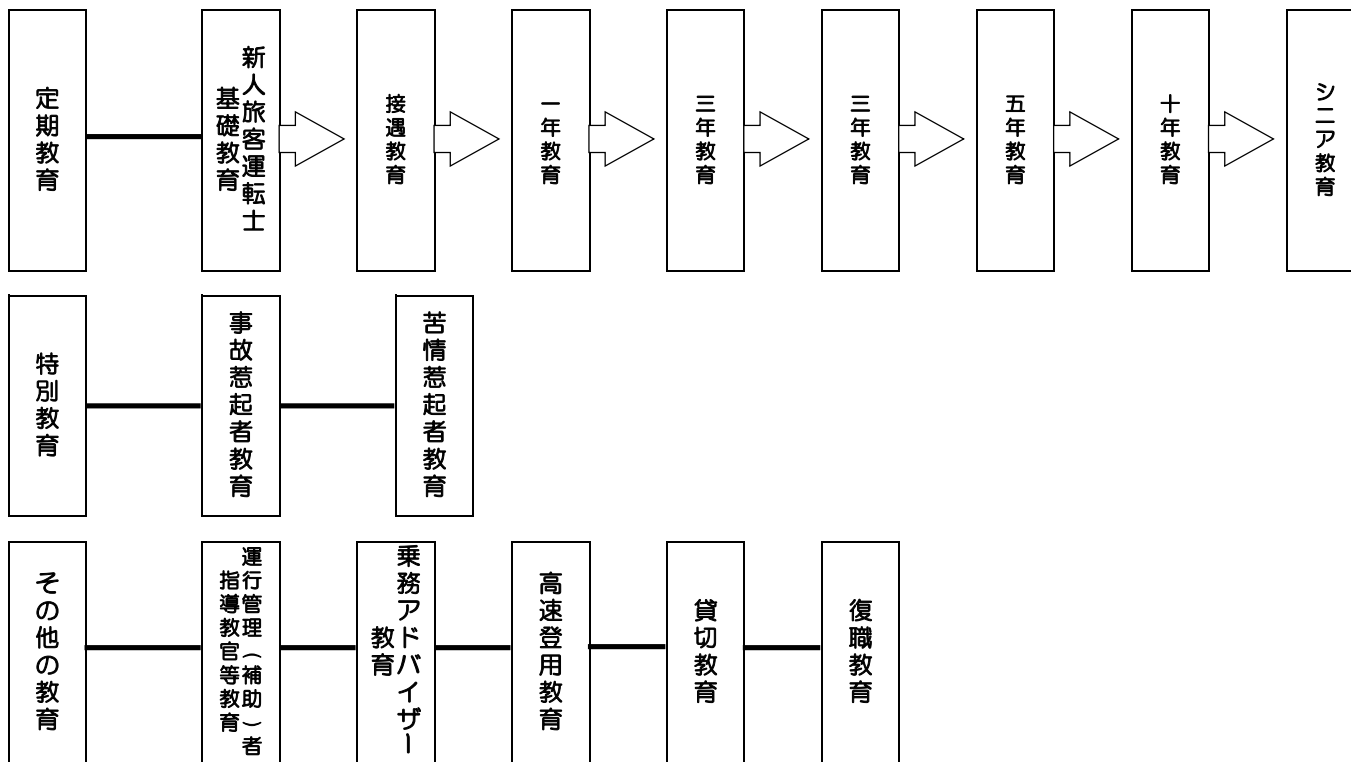 定期教育
新人旅客運転士
基礎教育
接遇教育
一年教育
三年教育
三年教育
五年教育
十年教育
シニア教育
特別教育
事故惹起者教育
苦情惹起者教育
その他の教育
運行管理（補助）者
指導教官等教育
乗務アドバイザー
教育
高速登用教育
貸切教育
復職教育